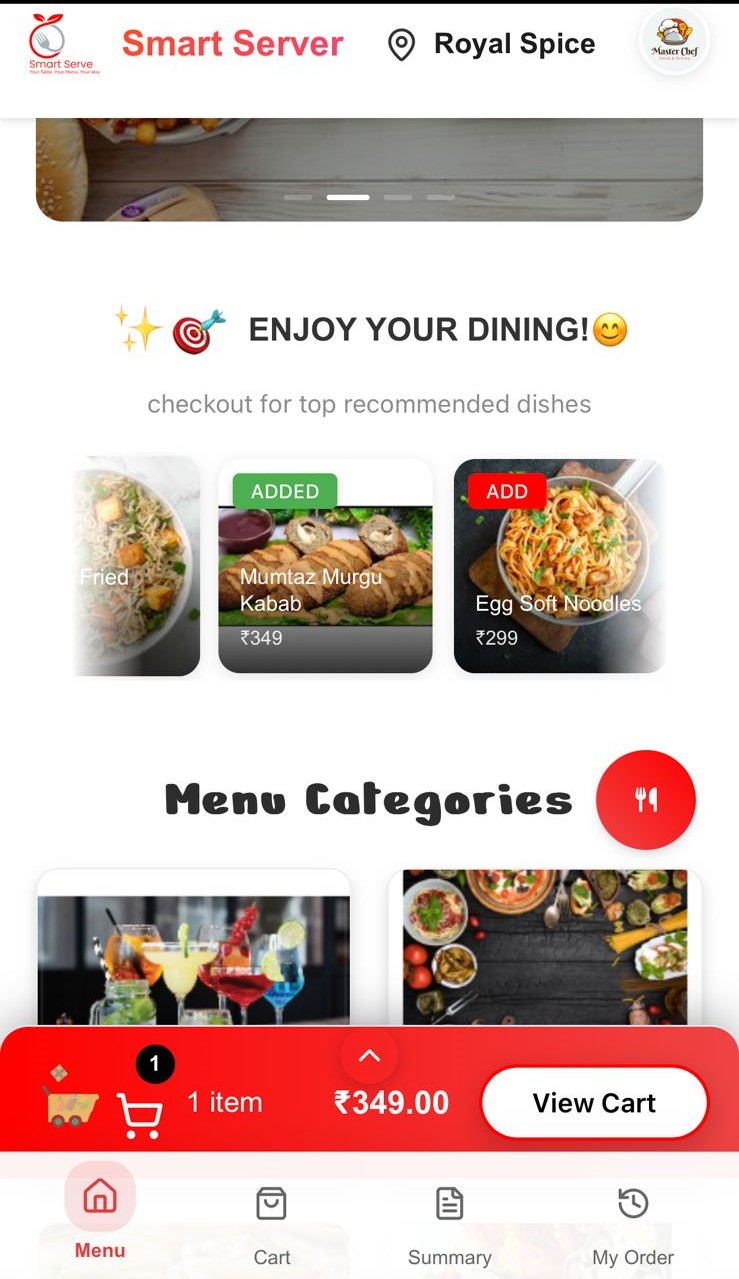 Smart Serve
Your Table. Your Menu. Your Way
Smart Server
Royal Spice
Master Chef
✨🎯 ENJOY YOUR DINING!😊
checkout for top recommended dishes
Fried
ADDED
Mumtaz Murgu
Kabab
₹349
ADD
Egg Soft Noodles
₹299
Menu Categories
1
1 item
₹349.00
View Cart
Menu
Cart
Summary
My Order